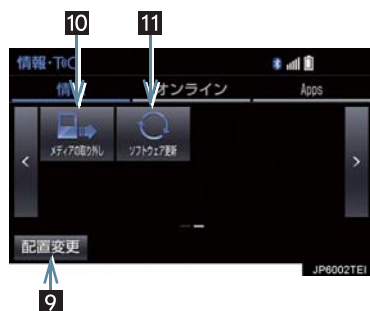 10 11
情報・T@C
情 オンライン Apps
メディアの取り外し ソフトウェア更新
< >
配置変更
JP6002TEI
9